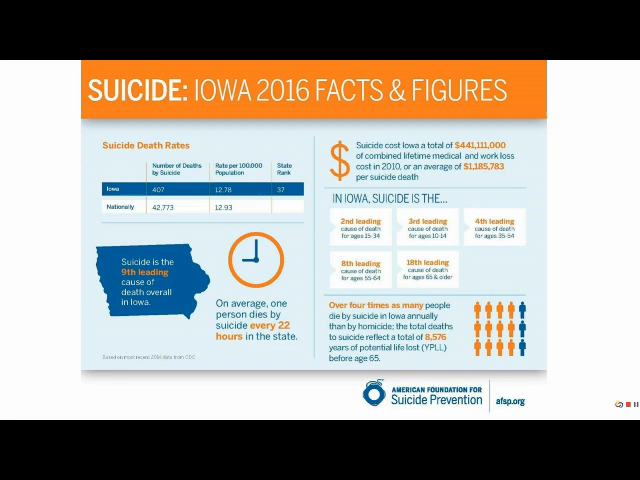 SUICIDE: IOWA 2016 FACTS & FIGURES
Suicide Death Rates
Number of Deaths by Suicide
Rate per 100,000 Population
State Rank
Iowa 407 12.78 37
Nationally 42,773 12.93
Suicide is the
9th leading
cause of
death overall
in Iowa.
On average, one
person dies by
suicide every 22
hours in the state.
Based on most recent 2014 data from CDC
$
Suicide cost Iowa a total of $441,111,000
of combined lifetime medical and work loss
cost in 2010, or an average of $1,185,783
per suicide death
IN IOWA, SUICIDE IS THE...
2nd leading
cause of death
for ages 15-34
3rd leading
cause of death
for ages 10-14
4th leading
cause of death
for ages 35-54
8th leading
cause of death
for ages 55-64
18th leading
cause of death
for ages 65 & older
Over four times as many people
die by suicide in Iowa annually
than by homicide; the total deaths
to suicide reflect a total of 8,576
years of potential life lost (YPLL)
before age 65.
AMERICAN FOUNDATION FOR
Suicide Prevention
afsp.org